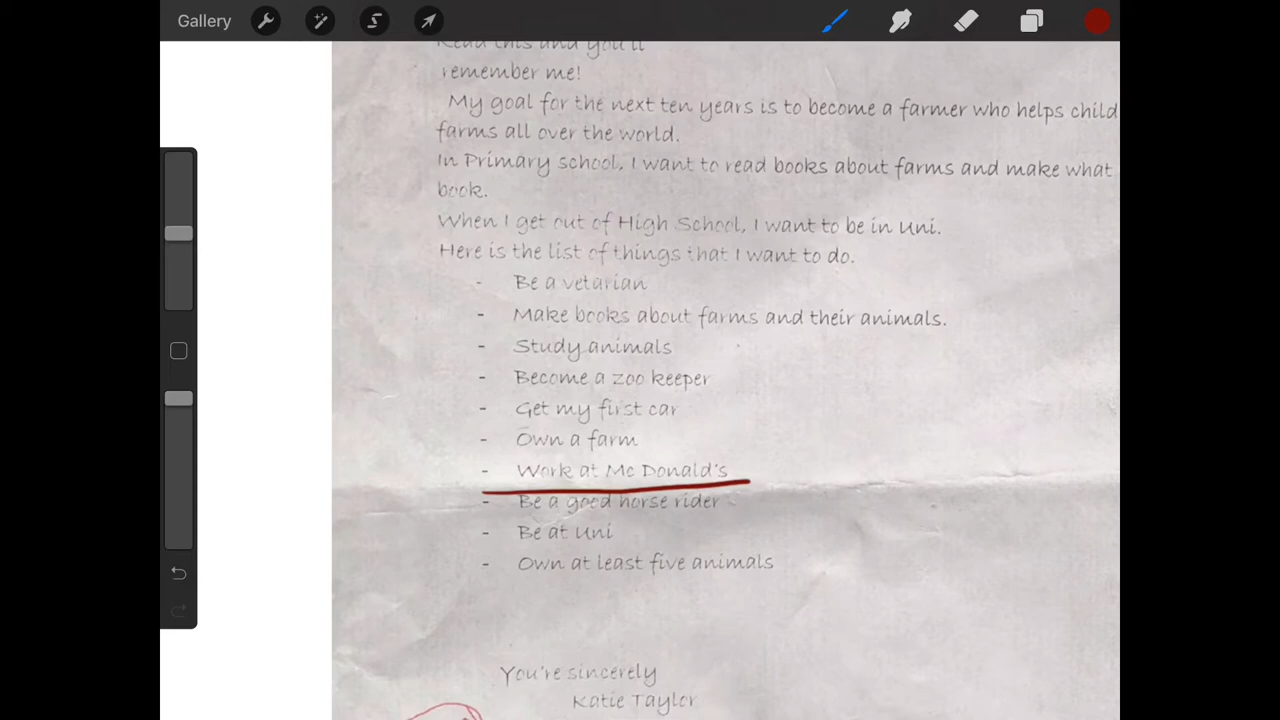 Gallery
Read this and you'll
remember me!
My goal for the next ten years is to become a farmer who helps child
farms all over the world.
In Primary school, I want to read books about farms and make what
book.
When I get out of High School, I want to be in Uni.
Here is the list of things that I want to do.
- Be a vetarian
- Make books about farms and their animals.
- Study animals
- Become a zoo keeper
- Get my first car
- Own a farm
- Work at Mc Donald's
- Be a good horse rider
- Be at Uni
- Own at least five animals
You're sincerely
Katie Taylor